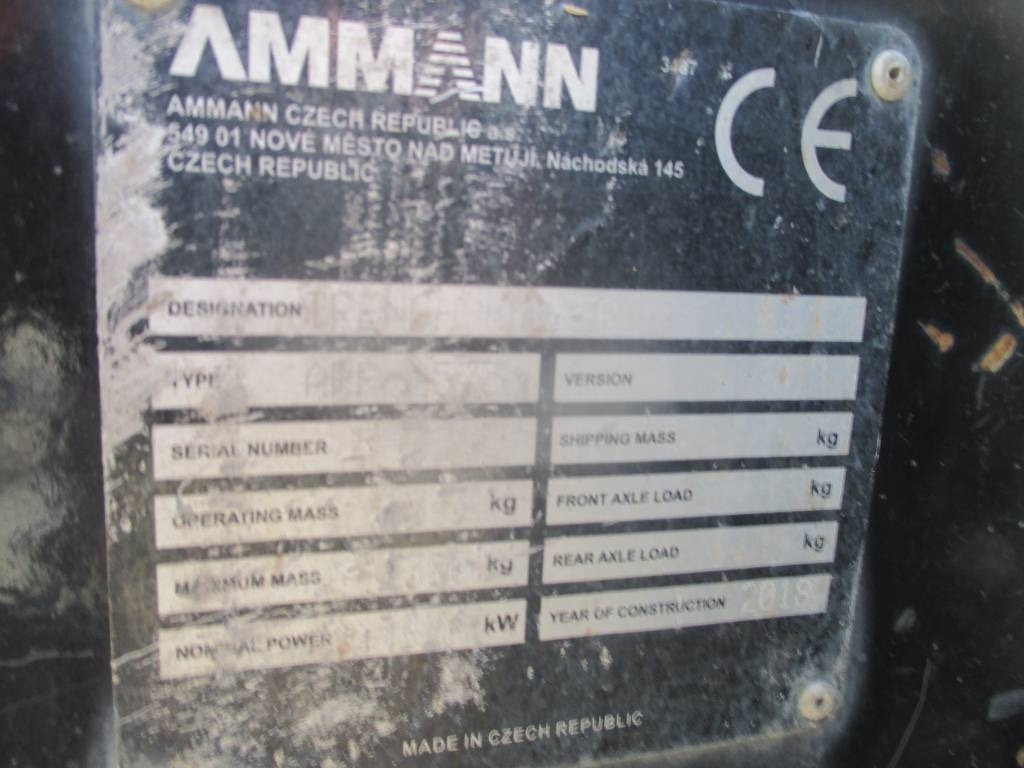 AMMANN
AMMANN CZECH REPUBLIC a.s.
549 01 NOVÉ MĚSTO NAD METUJÍ, Náchodská 145
CZECH REPUBLIC
CE
DESIGNATION
TYPE
VERSION
SERIAL NUMBER
SHIPPING MASS kg
OPERATING MASS kg
FRONT AXLE LOAD kg
MAXIMUM MASS kg
REAR AXLE LOAD kg
NOMINAL POWER kW
YEAR OF CONSTRUCTION 2018
MADE IN CZECH REPUBLIC